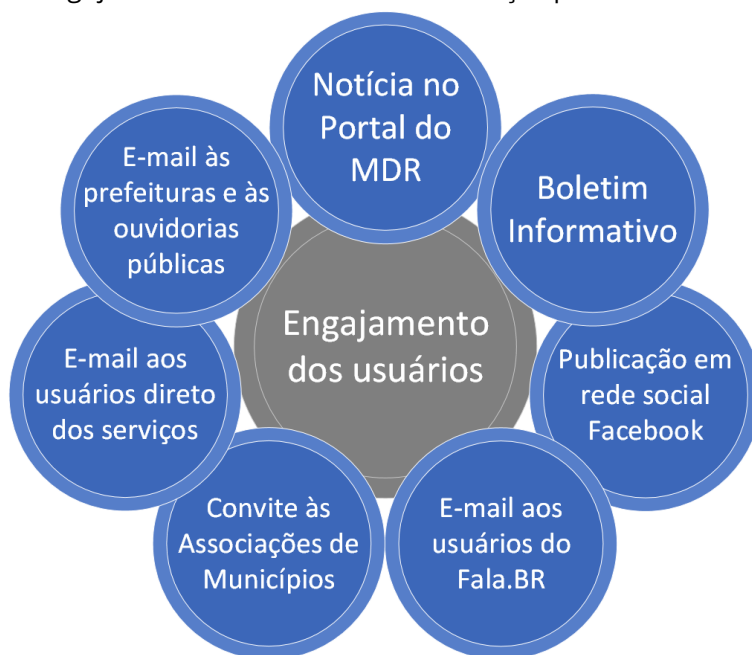 Notícia no
Portal do
MDR
Boletim
Informativo
Publicação em
rede social
Facebook
E-mail aos
usuários do
Fala.BR
Convite às
Associações de
Municípios
E-mail aos
usuários direto
dos serviços
E-mail às
prefeituras e às
ouvidorias
públicas
Engajamento
dos usuários